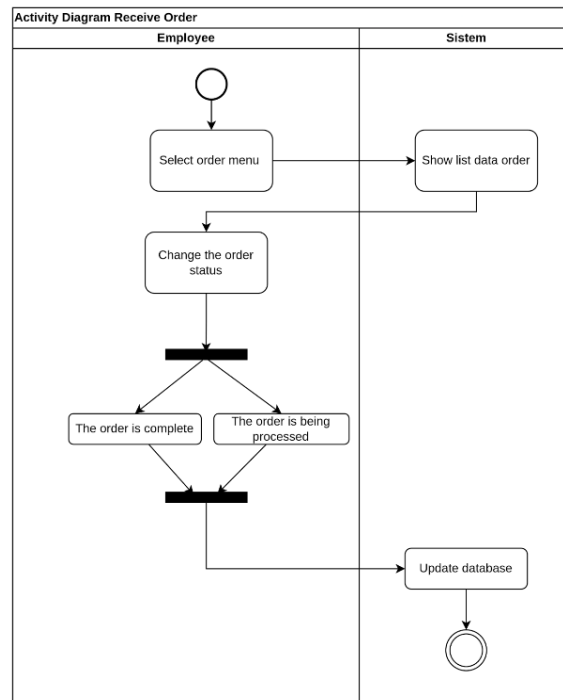 Activity Diagram Receive Order
Employee
Sistem
Select order menu
Show list data order
Change the order
status
The order is complete
The order is being
processed
Update database